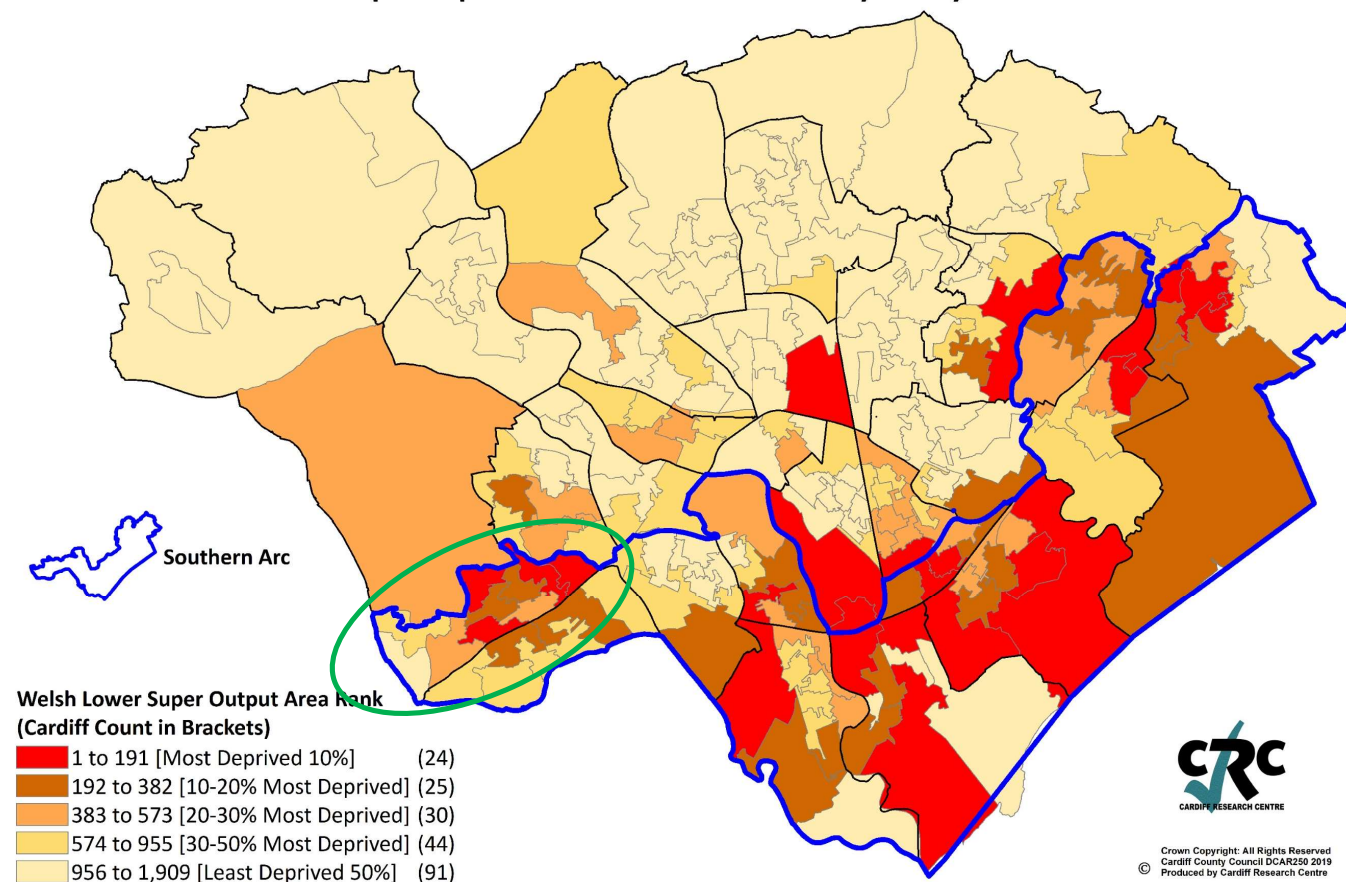 Southern Arc
Welsh Lower Super Output Area Rank
(Cardiff Count in Brackets)
1 to 191 [Most Deprived 10%] (24)
192 to 382 [10-20% Most Deprived] (25)
383 to 573 [20-30% Most Deprived] (30)
574 to 955 [30-50% Most Deprived] (44)
956 to 1,909 [Least Deprived 50%] (91)
CRC
CARDIFF RESEARCH CENTRE
Crown Copyright: All Rights Reserved
Cardiff County Council DCAR250 2019
© Produced by Cardiff Research Centre